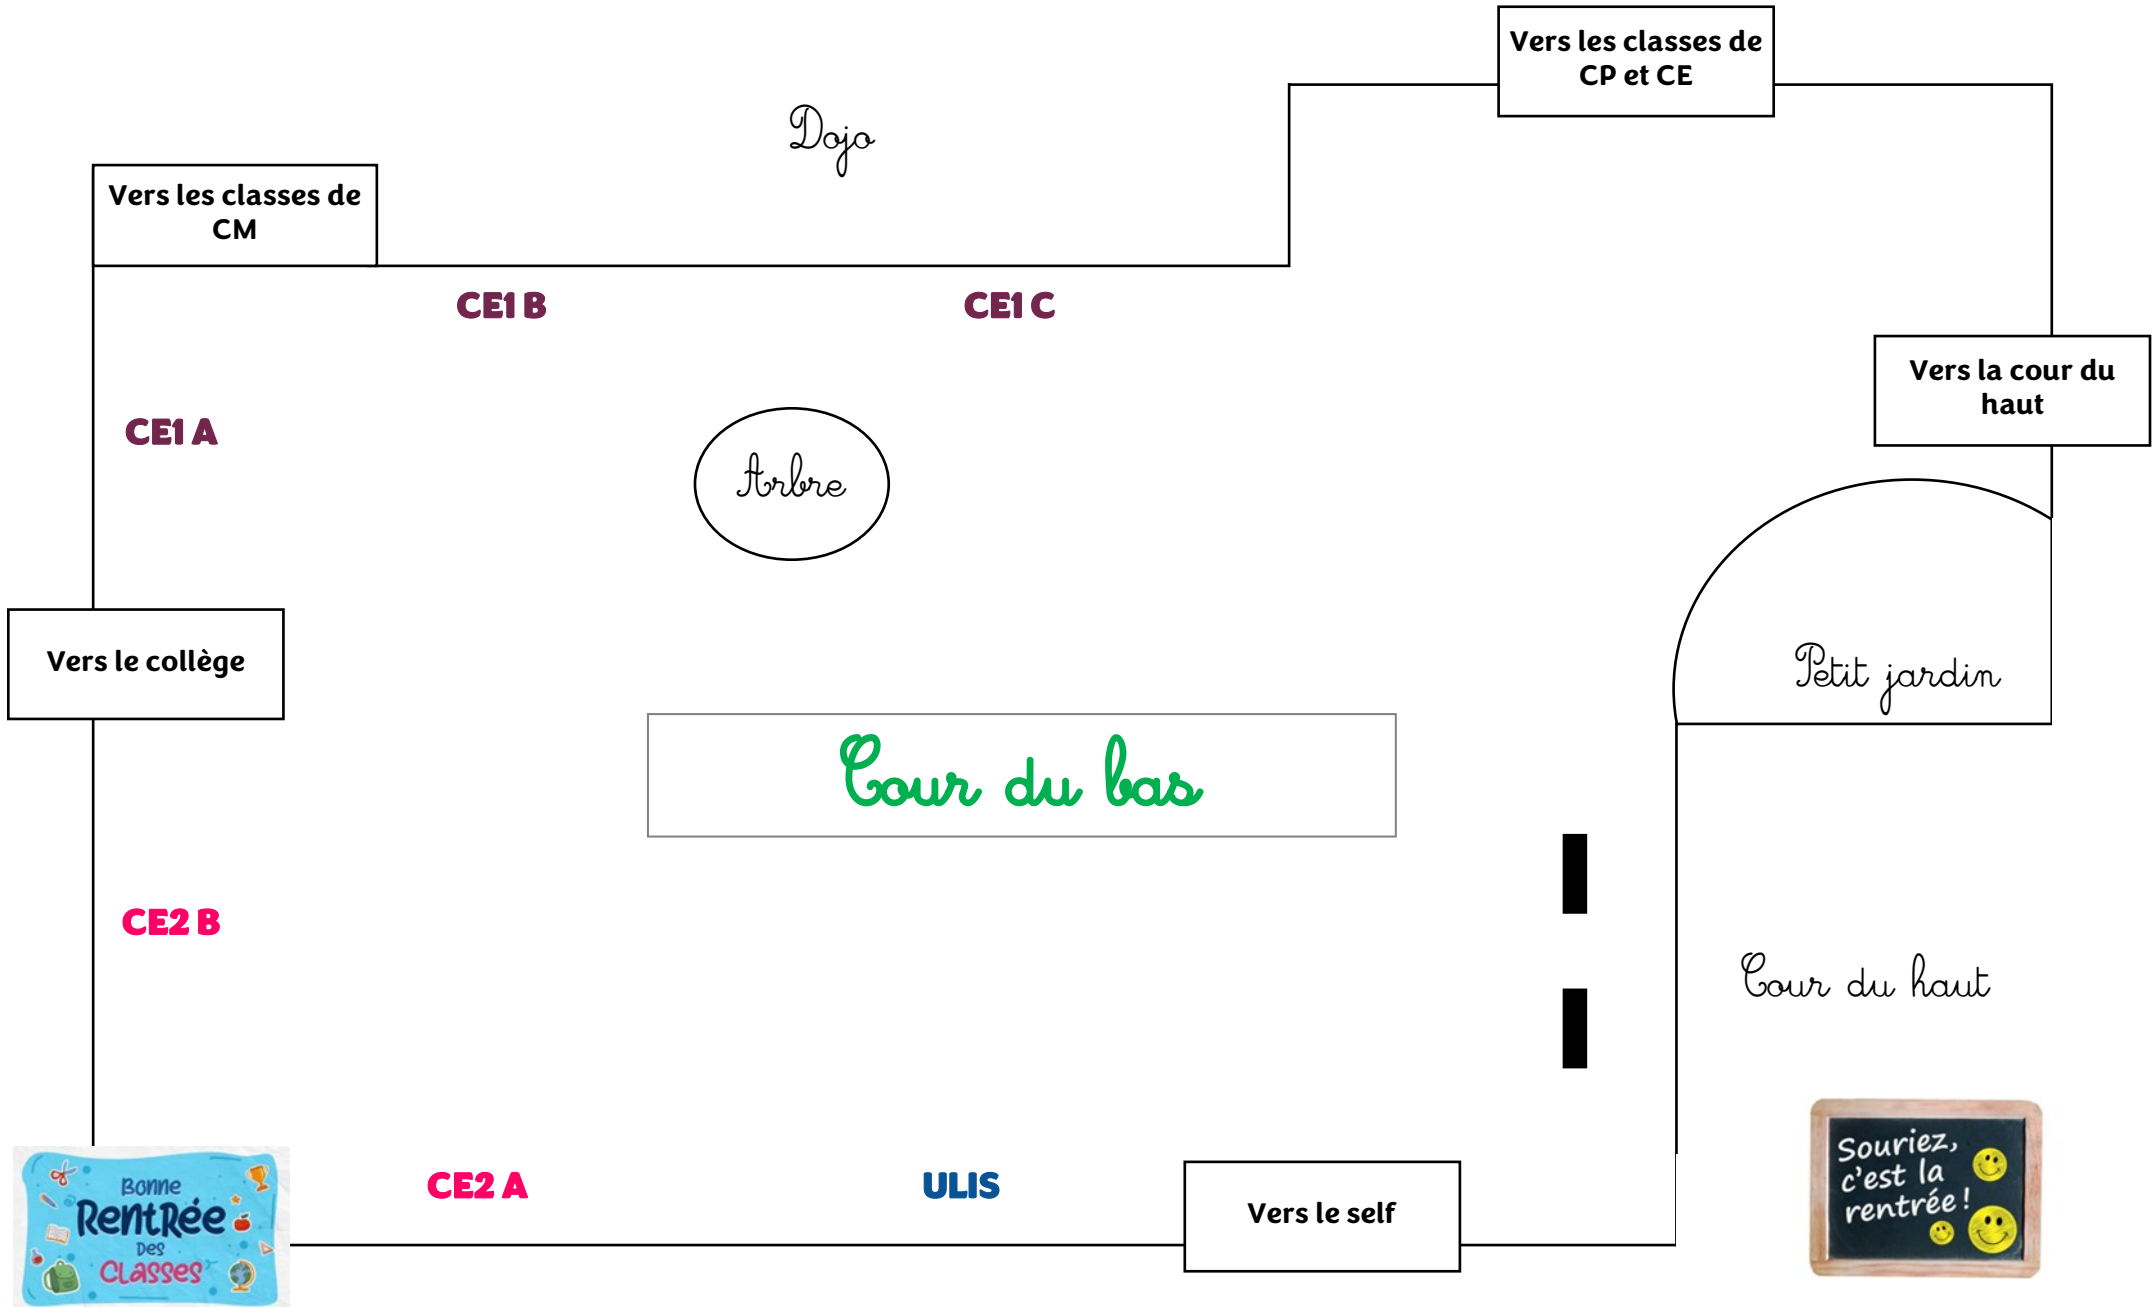 Vers les classes de
CP et CE
Dojo
Vers les classes de
CM
CE1 B
CE1 C
Vers la cour du
haut
CE1 A
Arbre
Vers le collège
Petit jardin
Cour du bas
CE2 B
Cour du haut
CE2 A
ULIS
Vers le self
BONNE
RentRée
DES
CLASSES
Souriez,
c'est la
rentrée !